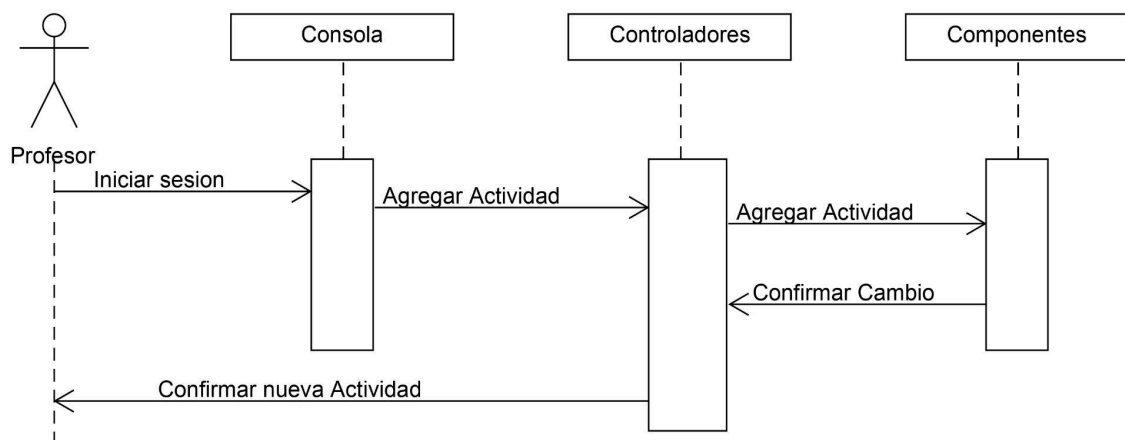 Consola
Controladores
Componentes
Profesor
Iniciar sesion
Agregar Actividad
Agregar Actividad
Confirmar Cambio
Confirmar nueva Actividad